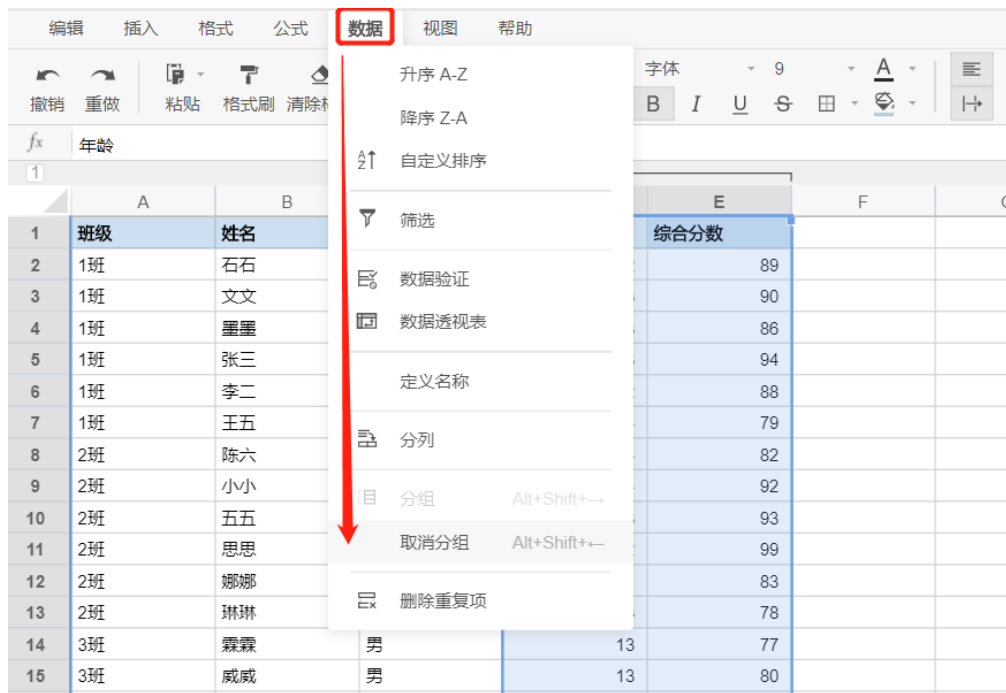 编辑 插入 格式 公式 数据 视图 帮助
升序 A-Z
字体 9 A
撤销 重做 粘贴 格式刷 清除
降序 Z-A
B I U S
fx 年龄
自定义排序
1
A B E F
筛选
1 班级 姓名 综合分数
2 1班 石石 89
数据验证
3 1班 文文 90
数据透视表
4 1班 墨墨 86
5 1班 张三 94
定义名称
6 1班 李二 88
7 1班 王五 79
分列
8 2班 陈六 82
9 2班 小小 92
分组 Alt+Shift+→
10 2班 五五 93
取消分组 Alt+Shift+←
11 2班 思思 99
12 2班 娜娜 83
删除重复项
13 2班 琳琳 78
14 3班 霖霖 男 13 77
15 3班 威威 男 13 80